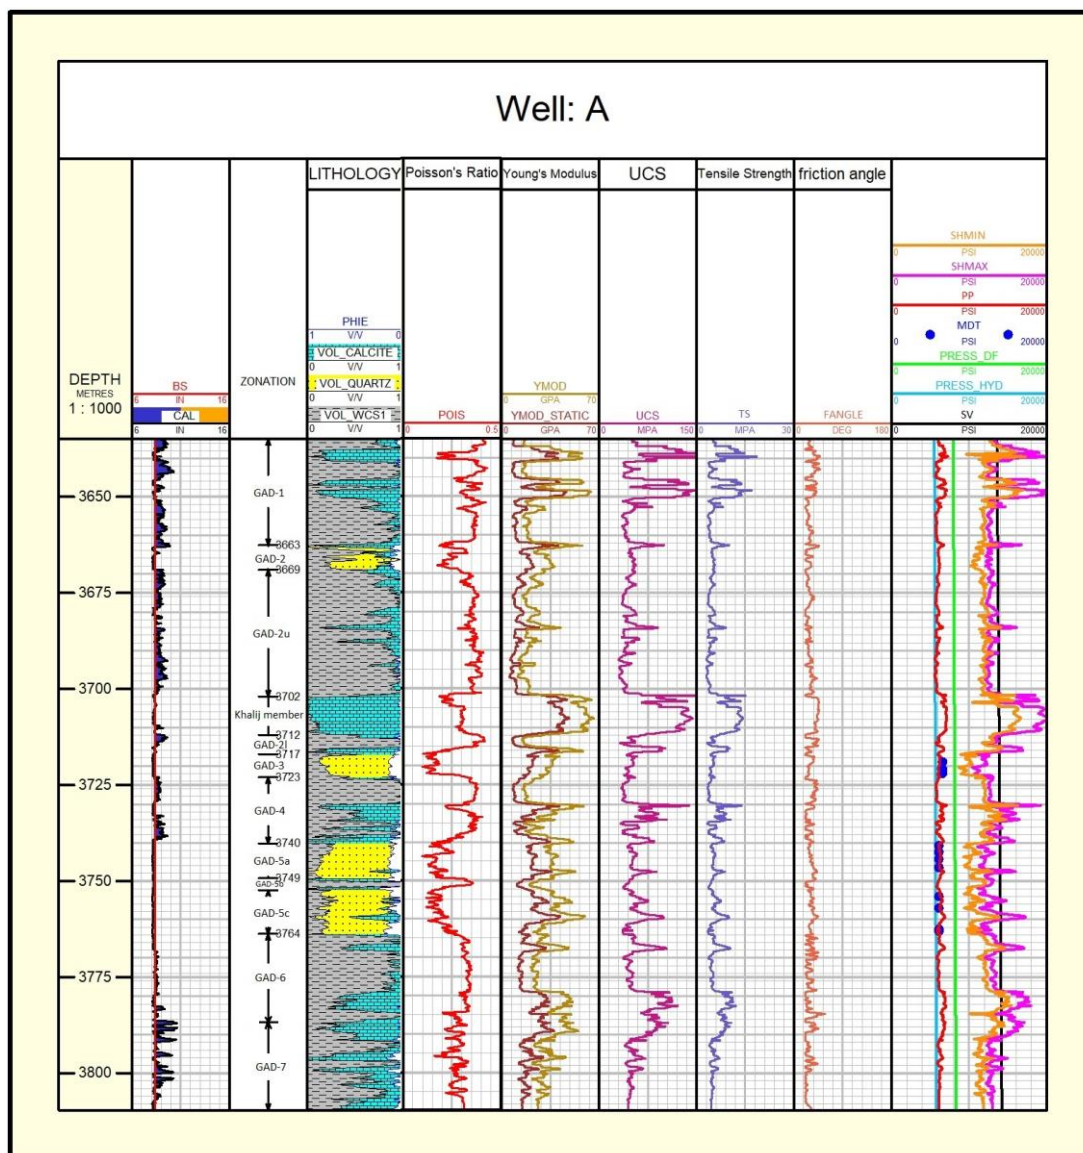 Well: A
LITHOLOGY
Poisson's Ratio
Young's Modulus
UCS
Tensile Strength
friction angle
DEPTH
METRES
1 : 1000
BS
6 IN 16
CAL
6 IN 16
ZONATION
PHIE
1 V/V 0
VOL_CALCITE
0 V/V 1
VOL_QUARTZ
0 V/V 1
VOL_WCS1
0 V/V 1
POIS
0 0.5
YMOD
0 GPA 70
YMOD_STATIC
0 GPA 70
UCS
0 MPA 150
TS
0 MPA 30
FANGLE
0 DEG 180
SHMIN
0 PSI 20000
SHMAX
0 PSI 20000
PP
0 PSI 20000
MDT
0 PSI 20000
PRESS_DF
0 PSI 20000
PRESS_HYD
0 PSI 20000
SV
0 PSI 20000
3650
3675
3700
3725
3750
3775
3800
GAD-1
3663
GAD-2
3669
GAD-2u
3702
Khalij member
3712
GAD-2l
3717
GAD-3
3723
GAD-4
3740
GAD-5a
3749
GAD-5b
GAD-5c
3764
GAD-6
GAD-7